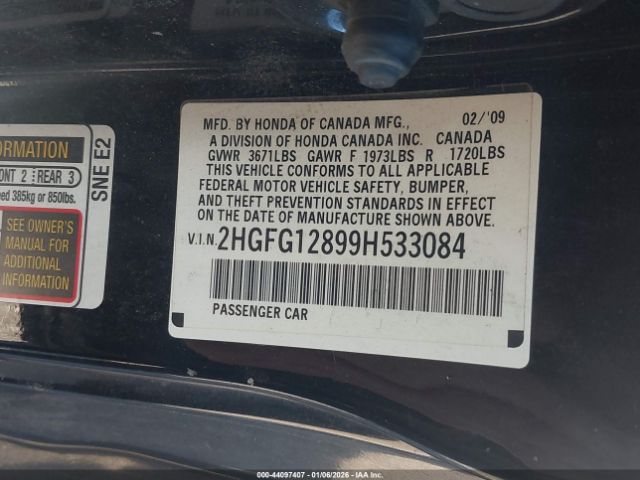 MFD. BY HONDA OF CANADA MFG., 02/'09
A DIVISION OF HONDA CANADA INC. CANADA
GVWR 3671LBS GAWR F 1973LBS R 1720LBS
THIS VEHICLE CONFORMS TO ALL APPLICABLE
FEDERAL MOTOR VEHICLE SAFETY, BUMPER,
AND THEFT PREVENTION STANDARDS IN EFFECT
ON THE DATE OF MANUFACTURE SHOWN ABOVE.
V.I.N. 2HGFG12899H533084
PASSENGER CAR
ORMATION
ONT 2 REAR 3
ed 385kg or 850lbs.
SEE OWNER'S
MANUAL FOR
ADDITIONAL
INFORMATION
SNE E2
000-44097407 - 01/06/2026 - IAAI, Inc.